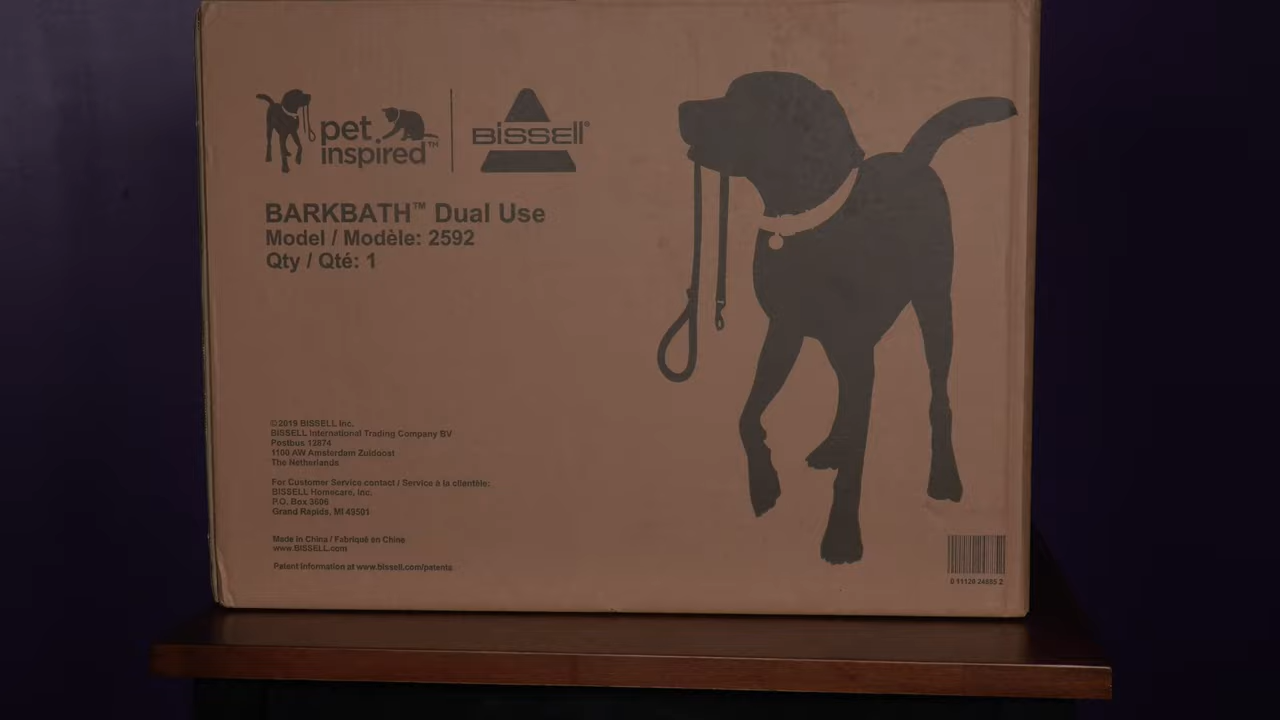 pet
inspired™
BISSELL®
BARKBATH™ Dual Use
Model / Modèle: 2592
Qty / Qté: 1
©2019 BISSELL Inc.
BISSELL International Trading Company BV
Postbus 12874
1100 AW Amsterdam Zuidoost
The Netherlands
For Customer Service contact / Service à la clientèle:
BISSELL Homecare, Inc.
P.O. Box 3606
Grand Rapids, MI 49501
Made in China / Fabriqué en Chine
www.BISSELL.com
Patent information at www.bissell.com/patents